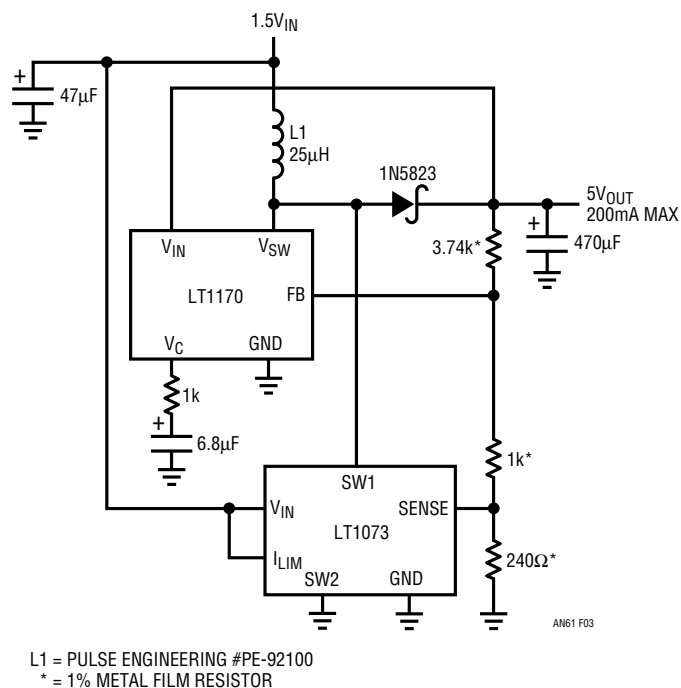 1.5VIN
+
47µF
L1
25µH
1N5823
5VOUT
200mA MAX
+
470µF
3.74k*
VIN
VSW
LT1170
FB
VC
GND
1k
+
6.8µF
1k*
SW1
VIN
SENSE
LT1073
ILIM
SW2
GND
240Ω*
AN61 F03
L1 = PULSE ENGINEERING #PE-92100
* = 1% METAL FILM RESISTOR